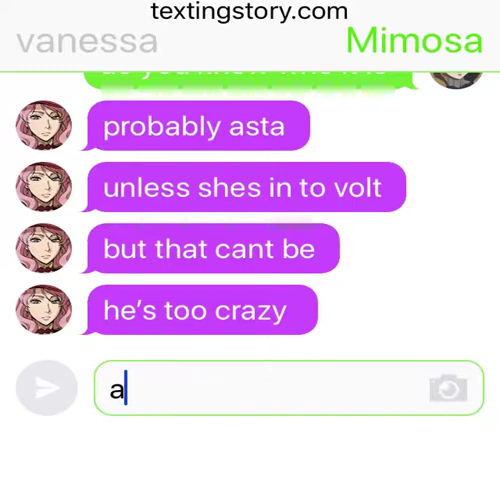 textingstory.com
vanessa
Mimosa
probably asta
unless shes in to volt
but that cant be
he's too crazy
a